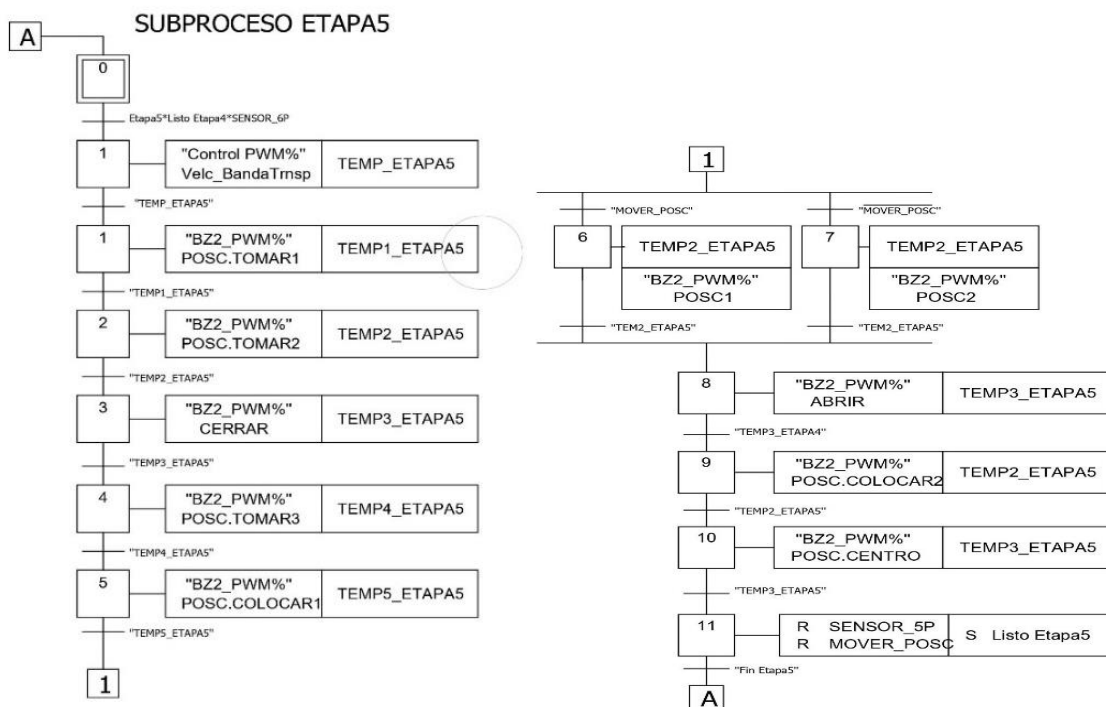 SUBPROCESO ETAPA5
A
0
Etapa5*Listo Etapa4*SENSOR_6P
1
"Control PWM%"
Velc_BandaTrnsp
TEMP_ETAPA5
"TEMP_ETAPA5"
1
"BZ2_PWM%"
POSC.TOMAR1
TEMP1_ETAPA5
"TEMP1_ETAPA5"
2
"BZ2_PWM%"
POSC.TOMAR2
TEMP2_ETAPA5
"TEMP2_ETAPA5"
3
"BZ2_PWM%"
CERRAR
TEMP3_ETAPA5
"TEMP3_ETAPA5"
4
"BZ2_PWM%"
POSC.TOMAR3
TEMP4_ETAPA5
"TEMP4_ETAPA5"
5
"BZ2_PWM%"
POSC.COLOCAR1
TEMP5_ETAPA5
"TEMP5_ETAPA5"
1
1
"MOVER_POSC"
"MOVER_POSC"
6
TEMP2_ETAPA5
"BZ2_PWM%"
POSC1
7
TEMP2_ETAPA5
"BZ2_PWM%"
POSC2
"TEM2_ETAPA5"
"TEM2_ETAPA5"
8
"BZ2_PWM%"
ABRIR
TEMP3_ETAPA5
"TEMP3_ETAPA4"
9
"BZ2_PWM%"
POSC.COLOCAR2
TEMP2_ETAPA5
"TEMP2_ETAPA5"
10
"BZ2_PWM%"
POSC.CENTRO
TEMP3_ETAPA5
"TEMP3_ETAPA5"
11
R SENSOR_5P
R MOVER_POSC
S Listo Etapa5
"Fin Etapa5"
A